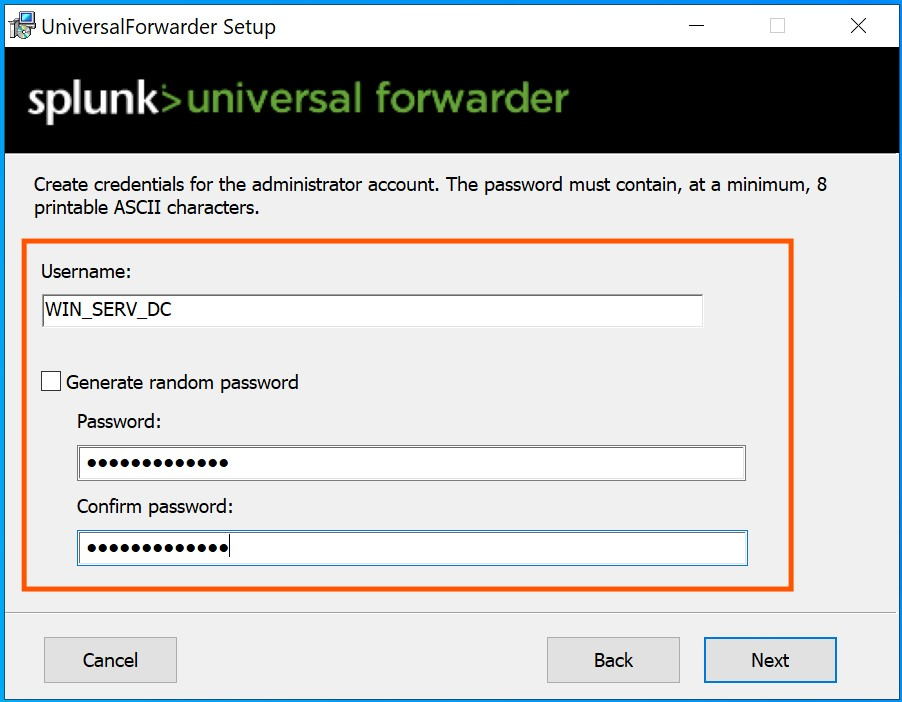 UniversalForwarder Setup
splunk>universal forwarder
Create credentials for the administrator account. The password must contain, at a minimum, 8
printable ASCII characters.
Username:
WIN_SERV_DC
Generate random password
Password:
●●●●●●●●●●●●●
Confirm password:
●●●●●●●●●●●●●
Cancel
Back
Next